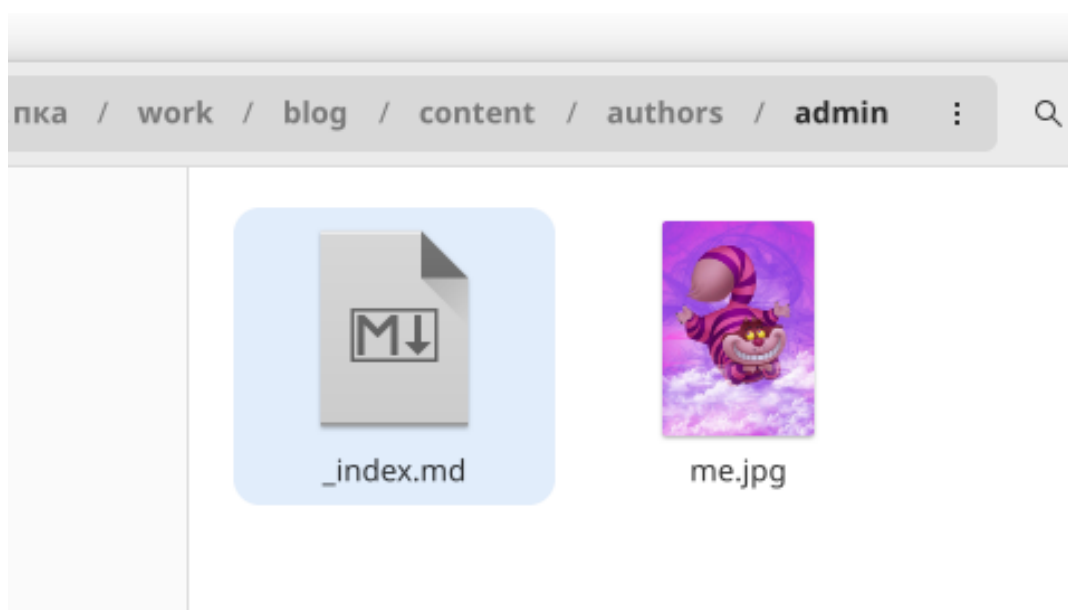 пка / work / blog / content / authors / admin
M
_index.md
me.jpg